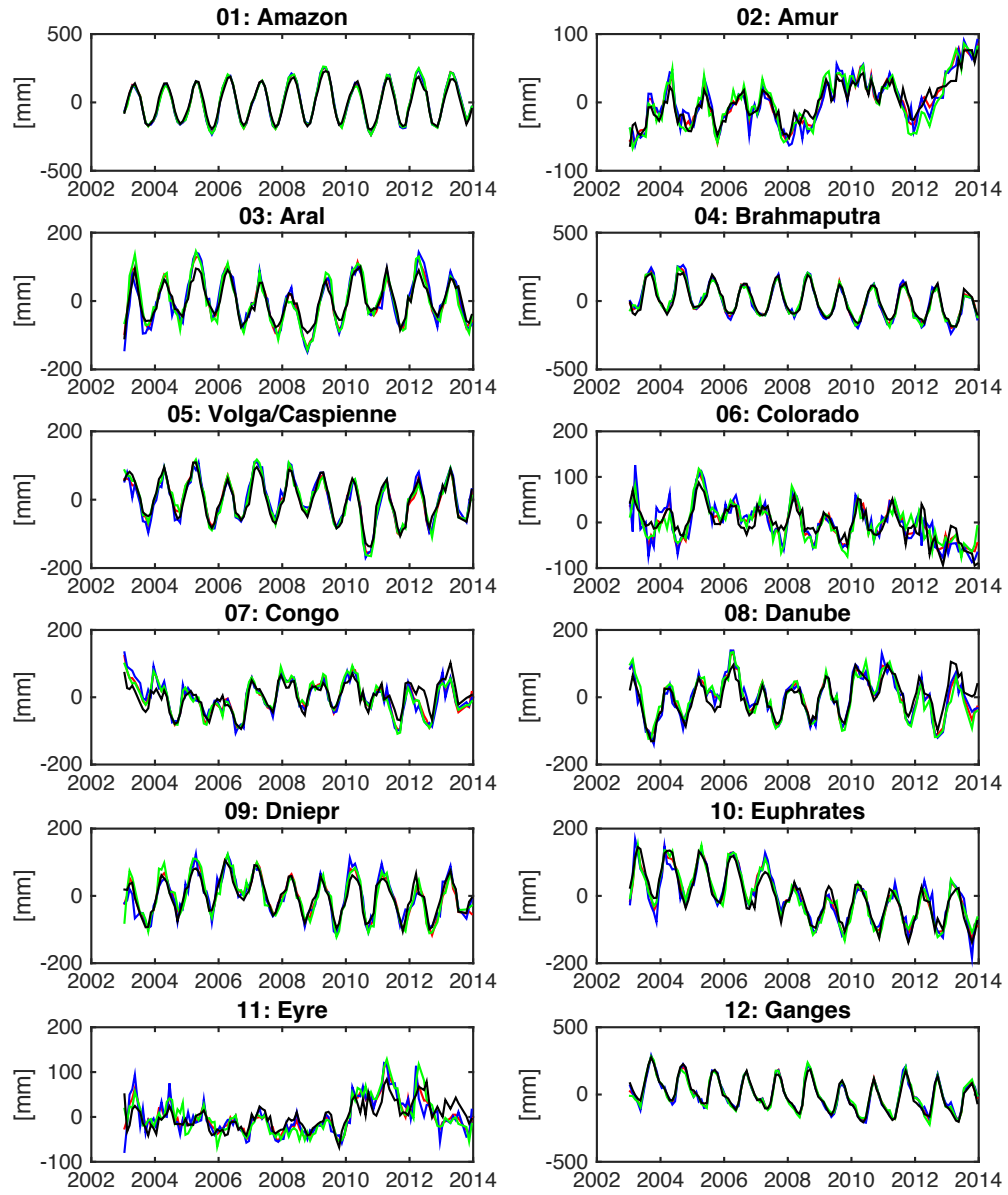 01: Amazon
02: Amur
500
0
-500
[mm]
2002 2004 2006 2008 2010 2012 2014
100
0
-100
[mm]
2002 2004 2006 2008 2010 2012 2014
03: Aral
04: Brahmaputra
200
0
-200
[mm]
2002 2004 2006 2008 2010 2012 2014
500
0
-500
[mm]
2002 2004 2006 2008 2010 2012 2014
05: Volga/Caspienne
06: Colorado
200
0
-200
[mm]
2002 2004 2006 2008 2010 2012 2014
200
100
0
-100
[mm]
2002 2004 2006 2008 2010 2012 2014
07: Congo
08: Danube
200
0
-200
[mm]
2002 2004 2006 2008 2010 2012 2014
200
0
-200
[mm]
2002 2004 2006 2008 2010 2012 2014
09: Dniepr
10: Euphrates
200
0
-200
[mm]
2002 2004 2006 2008 2010 2012 2014
200
0
-200
[mm]
2002 2004 2006 2008 2010 2012 2014
11: Eyre
12: Ganges
200
100
0
-100
[mm]
2002 2004 2006 2008 2010 2012 2014
500
0
-500
[mm]
2002 2004 2006 2008 2010 2012 2014